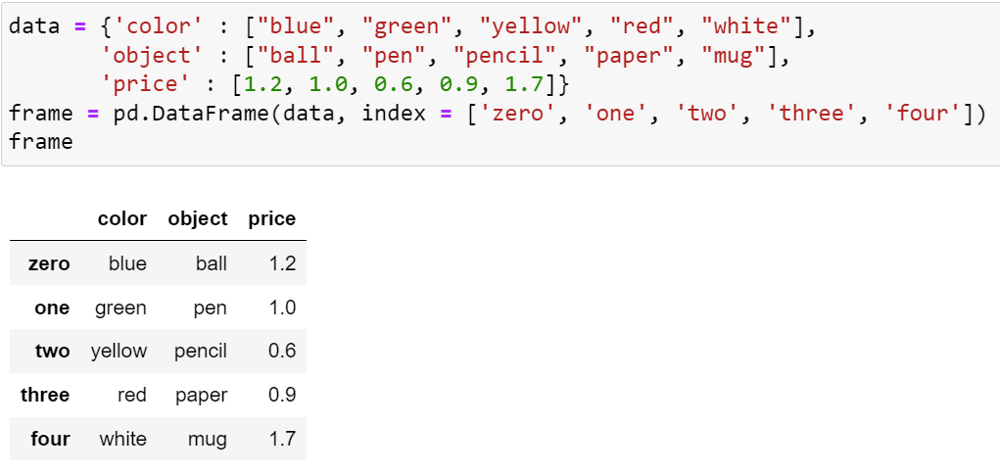 data = {'color' : ["blue", "green", "yellow", "red", "white"],
        'object' : ["ball", "pen", "pencil", "paper", "mug"],
        'price' : [1.2, 1.0, 0.6, 0.9, 1.7]}
frame = pd.DataFrame(data, index = ['zero', 'one', 'two', 'three', 'four'])
frame
color object price
zero blue ball 1.2
one green pen 1.0
two yellow pencil 0.6
three red paper 0.9
four white mug 1.7